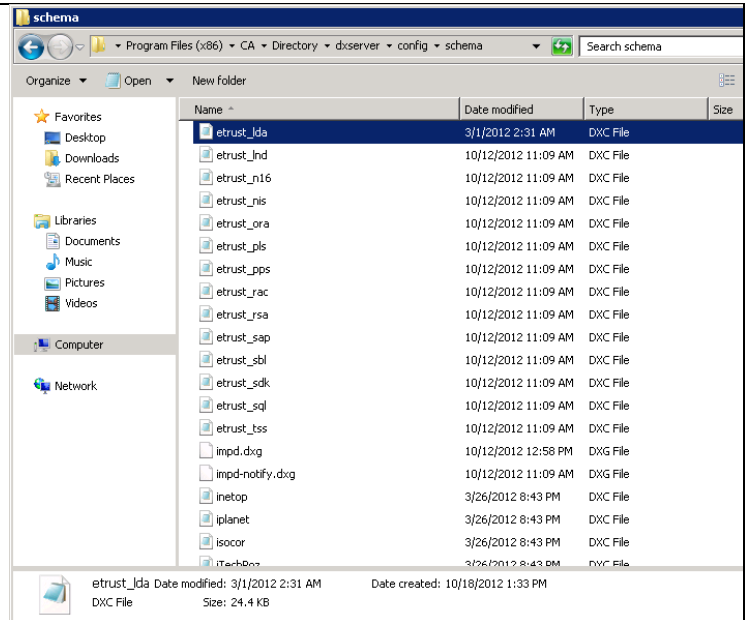 schema
Program Files (x86) CA Directory dxserver config schema Search schema
Organize Open New folder
Favorites
Desktop
Downloads
Recent Places
Libraries
Documents
Music
Pictures
Videos
Computer
Network
Name Date modified Type Size
etrust_lda 3/1/2012 2:31 AM DXC File
etrust_lnd 10/12/2012 11:09 AM DXC File
etrust_n16 10/12/2012 11:09 AM DXC File
etrust_nis 10/12/2012 11:09 AM DXC File
etrust_ora 10/12/2012 11:09 AM DXC File
etrust_pls 10/12/2012 11:09 AM DXC File
etrust_pps 10/12/2012 11:09 AM DXC File
etrust_rac 10/12/2012 11:09 AM DXC File
etrust_rsa 10/12/2012 11:09 AM DXC File
etrust_sap 10/12/2012 11:09 AM DXC File
etrust_sbl 10/12/2012 11:09 AM DXC File
etrust_sdk 10/12/2012 11:09 AM DXC File
etrust_sql 10/12/2012 11:09 AM DXC File
etrust_tss 10/12/2012 11:09 AM DXC File
impd.dxg 10/12/2012 12:58 PM DXG File
impd-notify.dxg 10/12/2012 11:09 AM DXG File
inetop 3/26/2012 8:43 PM DXC File
iplanet 3/26/2012 8:43 PM DXC File
isocor 3/26/2012 8:43 PM DXC File
iTechPoz 3/26/2012 8:43 PM DXC File
etrust_lda Date modified: 3/1/2012 2:31 AM Date created: 10/18/2012 1:33 PM
DXC File Size: 24.4 KB